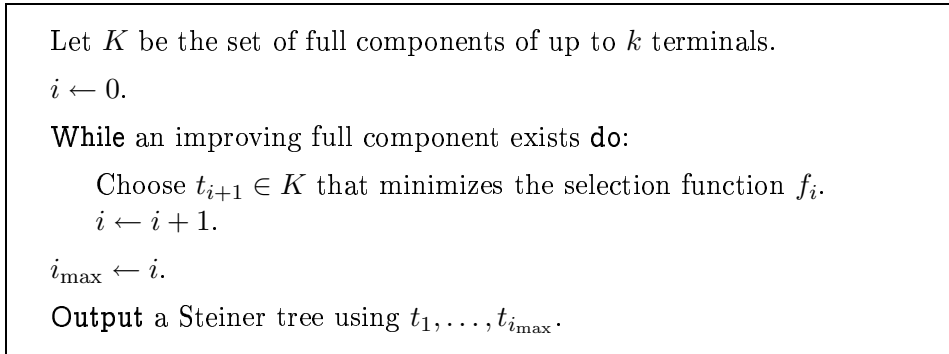 Let K be the set of full components of up to k terminals.
i ← 0.
While an improving full component exists do:
Choose t_{i+1} ∈ K that minimizes the selection function f_i.
i ← i + 1.
i_max ← i.
Output a Steiner tree using t_1, . . . , t_{i_max}.